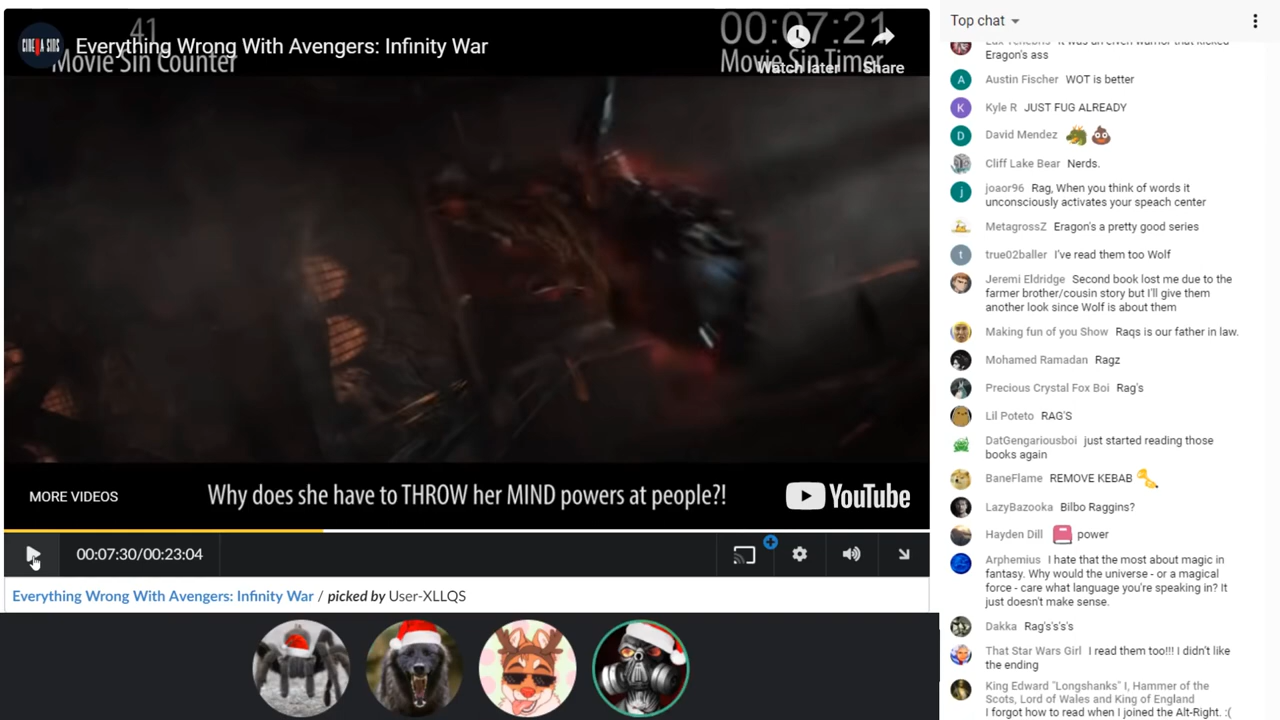 41
00:07:21
CINEMA SINS
Everything Wrong With Avengers: Infinity War
Movie Sin Counter
Movie Sin Timer
Watch later
Share
MORE VIDEOS
Why does she have to THROW her MIND powers at people?!
YouTube
00:07:30/00:23:04
Everything Wrong With Avengers: Infinity War / picked by User-XLLQS
Top chat
Lux Tenebris It was an elven warrior that kicked
Eragon's ass
A
Austin Fischer WOT is better
K
Kyle R JUST FUG ALREADY
D
David Mendez
Cliff Lake Bear Nerds.
j
joaor96 Rag, When you think of words it
unconsciously activates your speach center
MetagrossZ Eragon's a pretty good series
t
true02baller I've read them too Wolf
Jeremi Eldridge Second book lost me due to the
farmer brother/cousin story but I'll give them
another look since Wolf is about them
Making fun of you Show Raqs is our father in law.
Mohamed Ramadan Ragz
Precious Crystal Fox Boi Rag's
Lil Poteto RAG'S
DatGengariousboi just started reading those
books again
BaneFlame REMOVE KEBAB
LazyBazooka Bilbo Raggins?
Hayden Dill power
Arphemius I hate that the most about magic in
fantasy. Why would the universe - or a magical
force - care what language you're speaking in? It
just doesn't make sense.
Dakka Rag's's's's
That Star Wars Girl I read them too!!! I didn't like
the ending
King Edward "Longshanks" I, Hammer of the
Scots, Lord of Wales and King of England
I forgot how to read when I joined the Alt-Right. :(